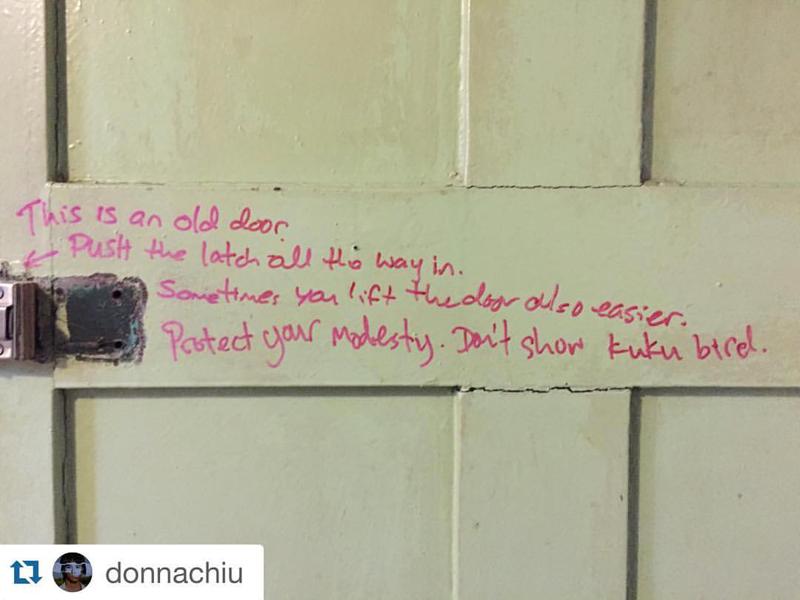 This is an old door.
Push the latch all the way in.
Sometimes you lift the door also easier.
Protect your modesty. Don't show kuku bird.
donnachiu